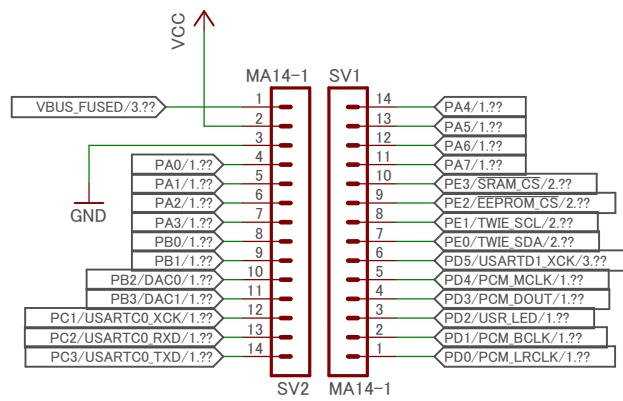 VCC
MA14-1 SV1
VBUS_FUSED/3.?? 1 14 PA4/1.??
2 13 PA5/1.??
3 12 PA6/1.??
PA0/1.?? 4 11 PA7/1.??
PA1/1.?? 5 10 PE3/SRAM_CS/2.??
PA2/1.?? 6 9 PE2/EEPROM_CS/2.??
GND
PA3/1.?? 7 8 PE1/TWIE_SCL/2.??
PB0/1.?? 8 7 PE0/TWIE_SDA/2.??
PB1/1.?? 9 6 PD5/USARTD1_XCK/3.??
PB2/DAC0/1.?? 10 5 PD4/PCM_MCLK/1.??
PB3/DAC1/1.?? 11 4 PD3/PCM_DOUT/1.??
PC1/USARTC0_XCK/1.?? 12 3 PD2/USR_LED/1.??
PC2/USARTC0_RXD/1.?? 13 2 PD1/PCM_BCLK/1.??
PC3/USARTC0_TXD/1.?? 14 1 PD0/PCM_LRCLK/1.??
SV2 MA14-1